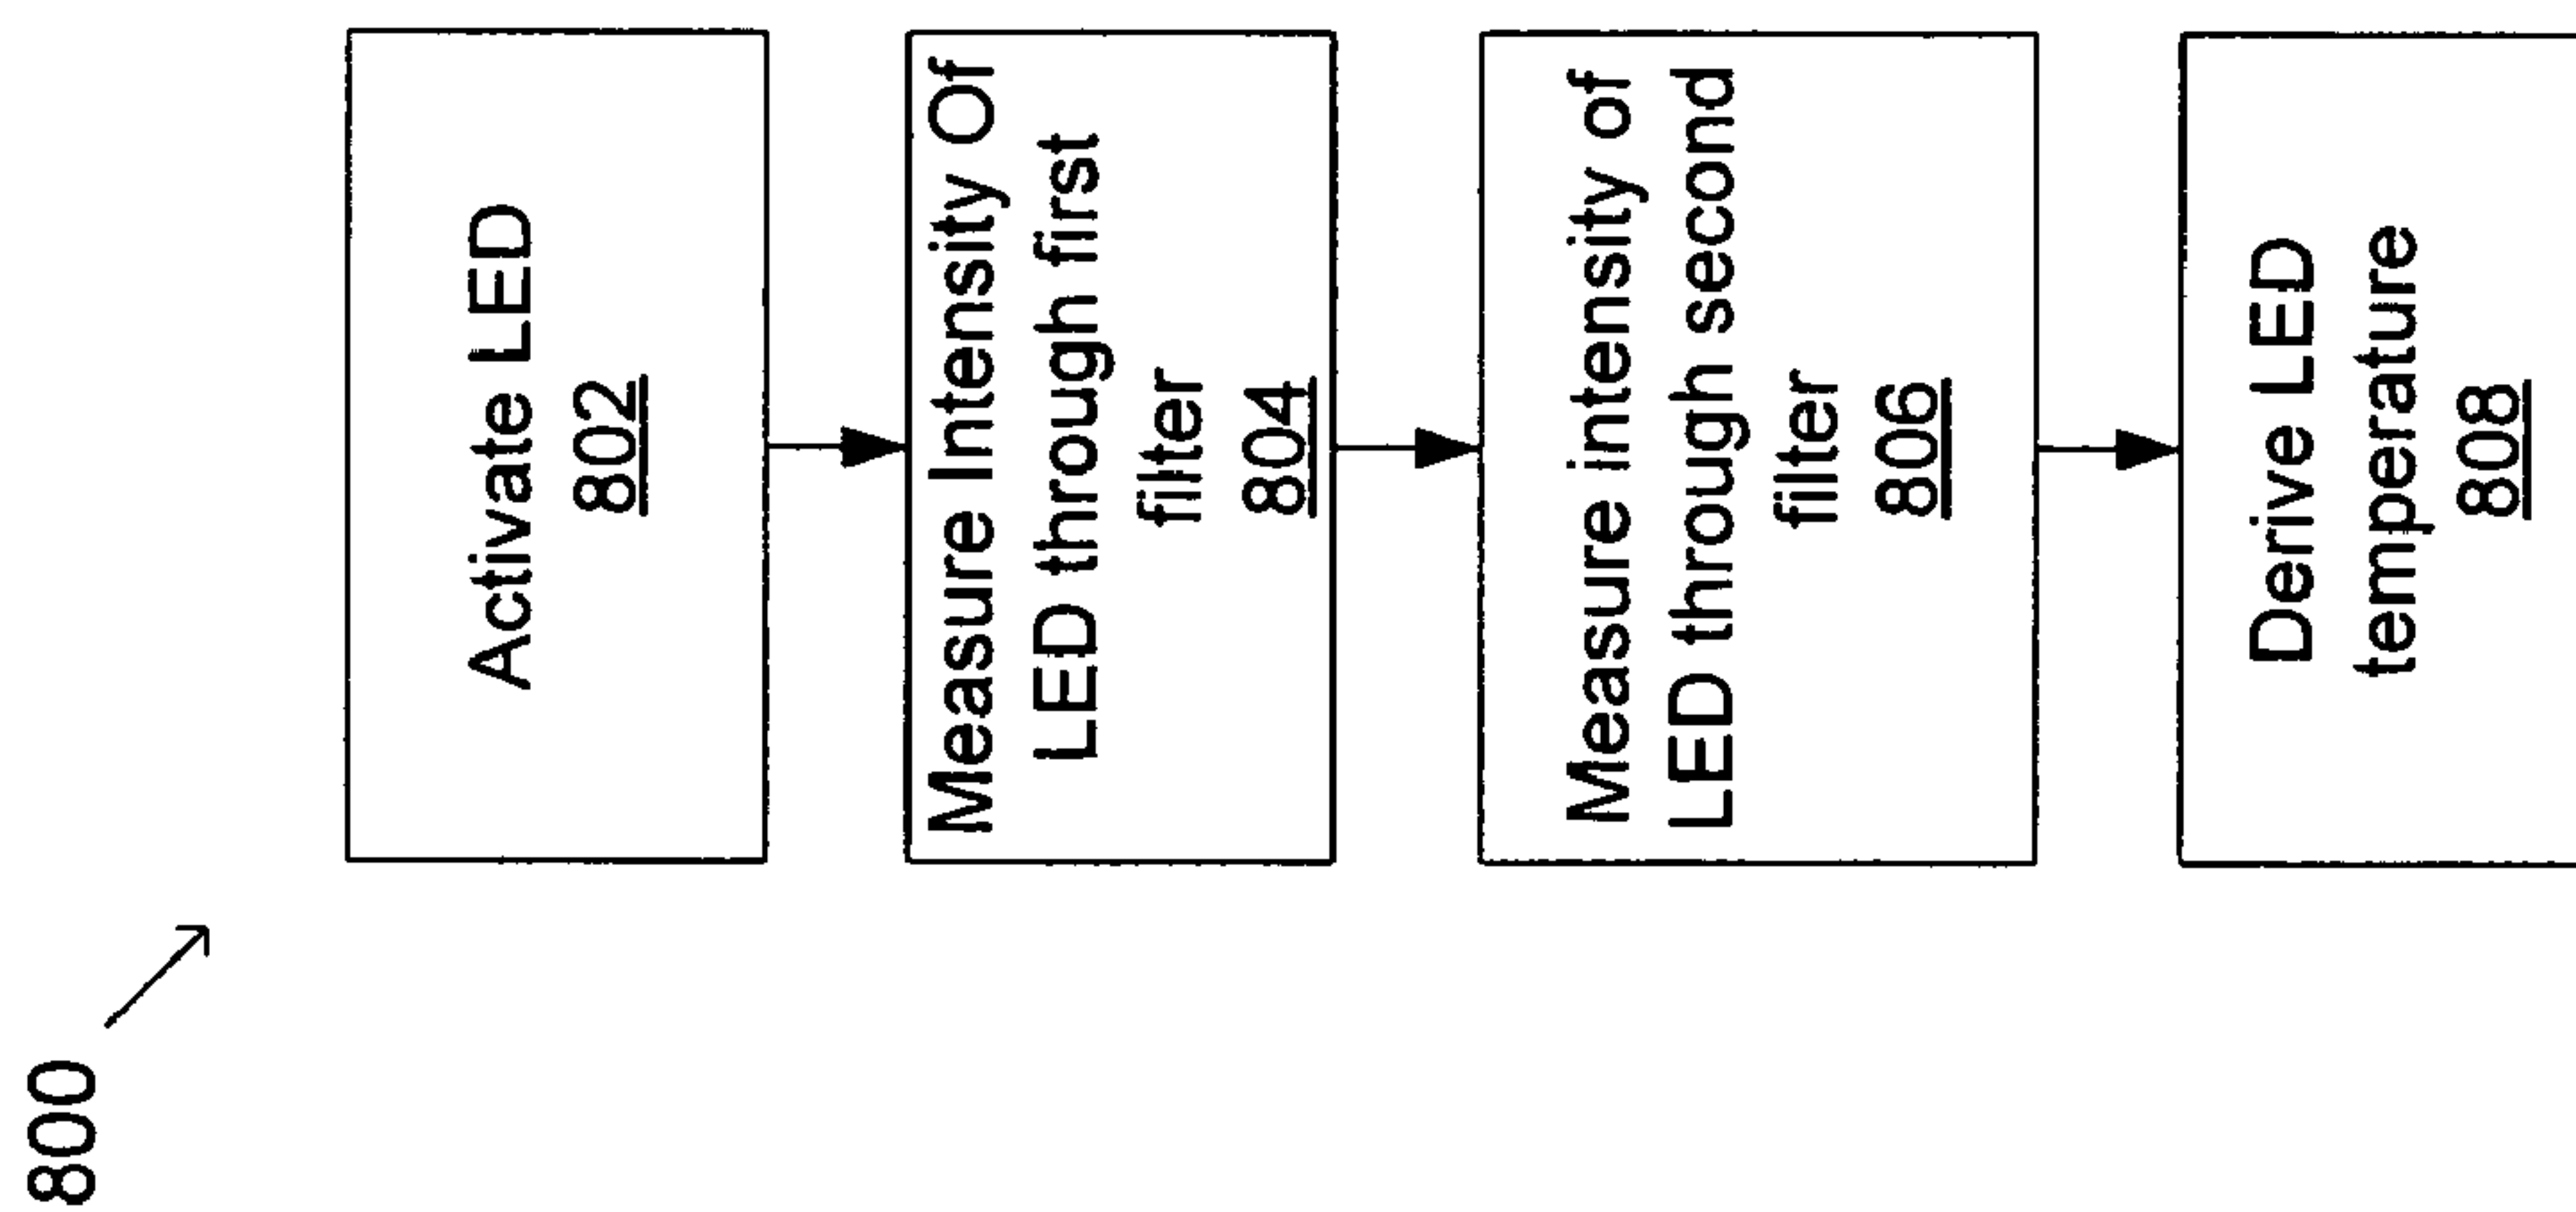 800
Activate LED
802
Measure Intensity Of
LED through first
filter
804
Measure intensity of
LED through second
filter
806
Derive LED
temperature
808